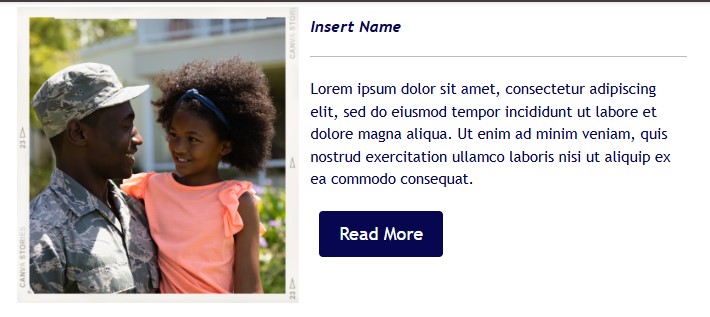 Insert Name
Lorem ipsum dolor sit amet, consectetur adipiscing
elit, sed do eiusmod tempor incididunt ut labore et
dolore magna aliqua. Ut enim ad minim veniam, quis
nostrud exercitation ullamco laboris nisi ut aliquip ex
ea commodo consequat.
Read More
CANVA STORIES
23
CANVA STORIES
23